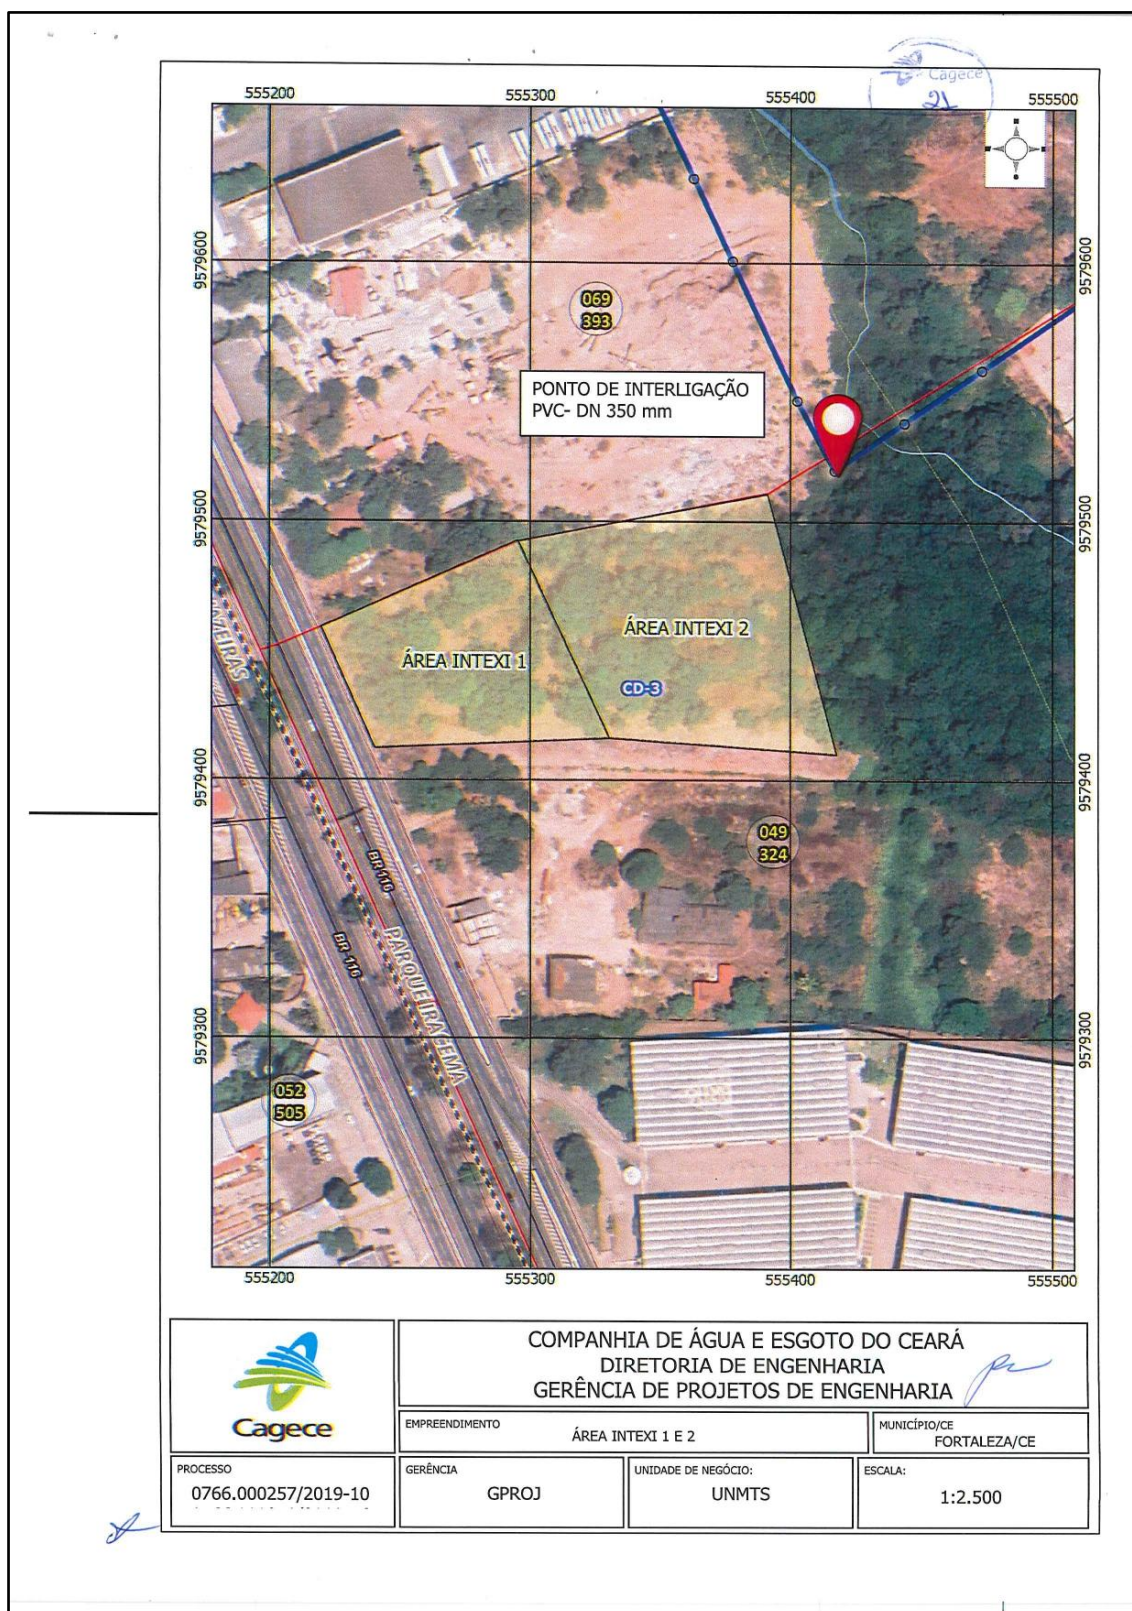 Cagece
21
555200
555300
555400
555500
9579600
9579600
069
393
PONTO DE INTERLIGAÇÃO
PVC- DN 350 mm
9579500
9579500
ÁREA INTEXI 2
ÁREA INTEXI 1
CD-3
9579400
9579400
049
324
BR 116
BR -116
PARQUE IRACEMA
9579300
9579300
052
505
555200
555300
555400
555500
Cagece
COMPANHIA DE ÁGUA E ESGOTO DO CEARÁ
DIRETORIA DE ENGENHARIA
GERÊNCIA DE PROJETOS DE ENGENHARIA
EMPREENDIMENTO
ÁREA INTEXI 1 E 2
MUNICÍPIO/CE
FORTALEZA/CE
PROCESSO
0766.000257/2019-10
GERÊNCIA
GPROJ
UNIDADE DE NEGÓCIO:
UNMTS
ESCALA:
1:2.500